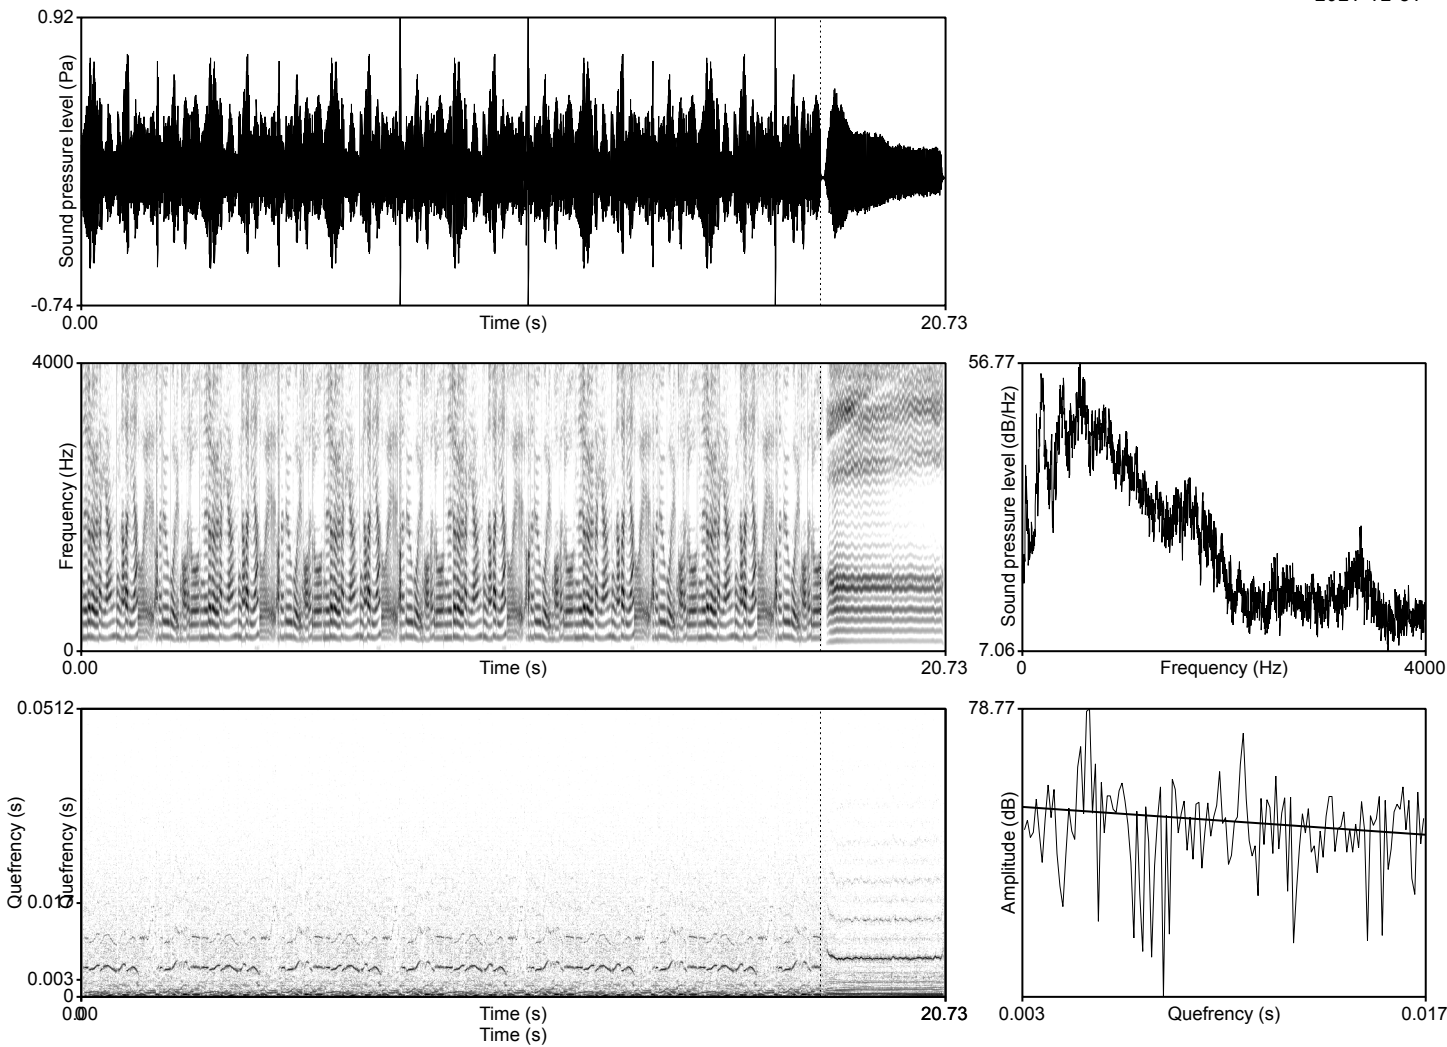 0.92
Sound pressure level (Pa)
-0.74
0.00
Time (s)
20.73
4000
Frequency (Hz)
0
0.00
Time (s)
20.73
56.77
Sound pressure level (dB/Hz)
7.06
0
Frequency (Hz)
4000
0.0512
Quefrency (s)
Quefrency (s)
0.017
0.003
0
0.00
Time (s)
Time (s)
20.73
78.77
Amplitude (dB)
0.003
Quefrency (s)
0.017